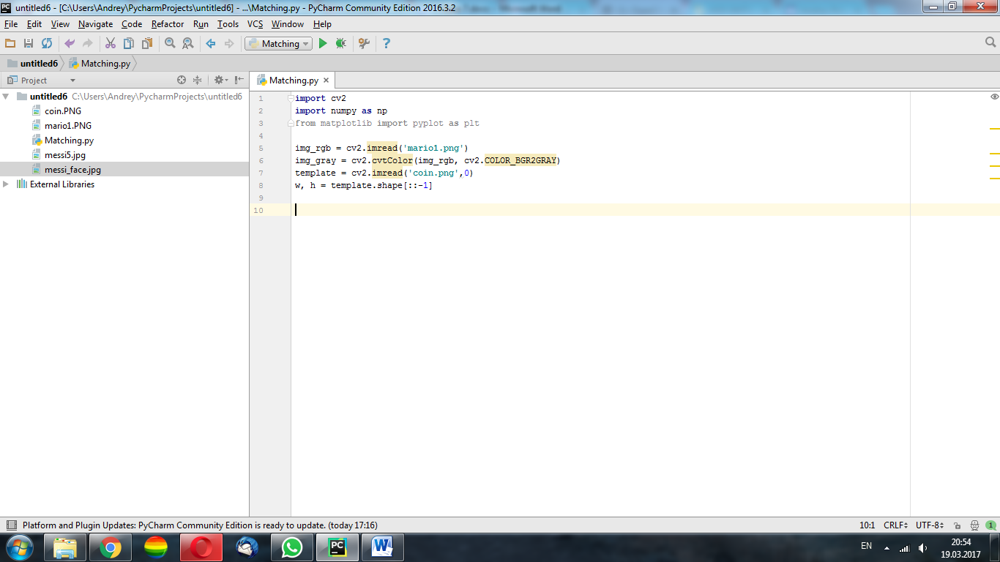 untitled6 - [C:\Users\Andrey\PycharmProjects\untitled6] - ...\Matching.py - PyCharm Community Edition 2016.3.2
File Edit View Navigate Code Refactor Run Tools VCS Window Help
Matching
untitled6 Matching.py
Project
Matching.py
untitled6 C:\Users\Andrey\PycharmProjects\untitled6
coin.PNG
mario1.PNG
Matching.py
messi5.jpg
messi_face.jpg
External Libraries
1 import cv2
2 import numpy as np
3 from matplotlib import pyplot as plt
4
5 img_rgb = cv2.imread('mario1.png')
6 img_gray = cv2.cvtColor(img_rgb, cv2.COLOR_BGR2GRAY)
7 template = cv2.imread('coin.png',0)
8 w, h = template.shape[::-1]
9
10
Platform and Plugin Updates: PyCharm Community Edition is ready to update. (today 17:16) 10:1 CRLF UTF-8 1
PC
W
EN
20:54
19.03.2017